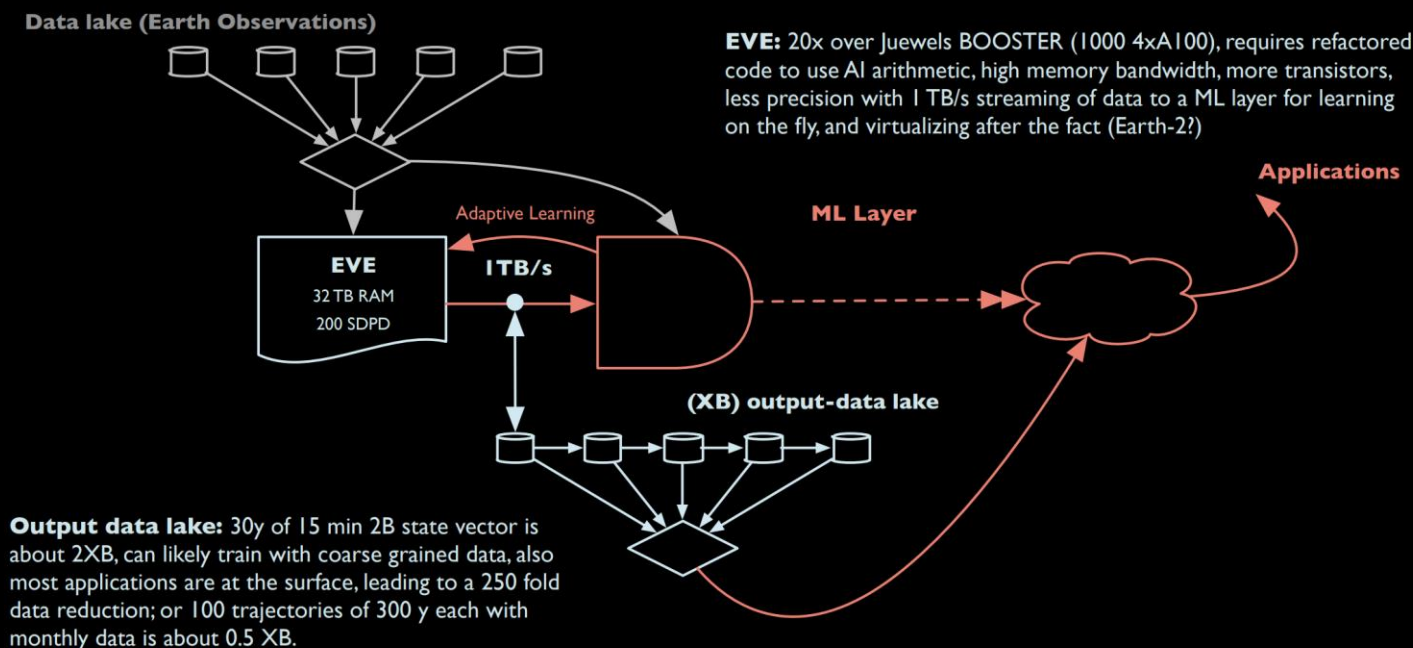 Data lake (Earth Observations)
EVE: 20x over Juewels BOOSTER (1000 4xA100), requires refactored
code to use AI arithmetic, high memory bandwidth, more transistors,
less precision with 1 TB/s streaming of data to a ML layer for learning
on the fly, and virtualizing after the fact (Earth-2?)
Applications
Adaptive Learning
ML Layer
EVE
1TB/s
32 TB RAM
200 SDPD
(XB) output-data lake
Output data lake: 30y of 15 min 2B state vector is
about 2XB, can likely train with coarse grained data, also
most applications are at the surface, leading to a 250 fold
data reduction; or 100 trajectories of 300 y each with
monthly data is about 0.5 XB.